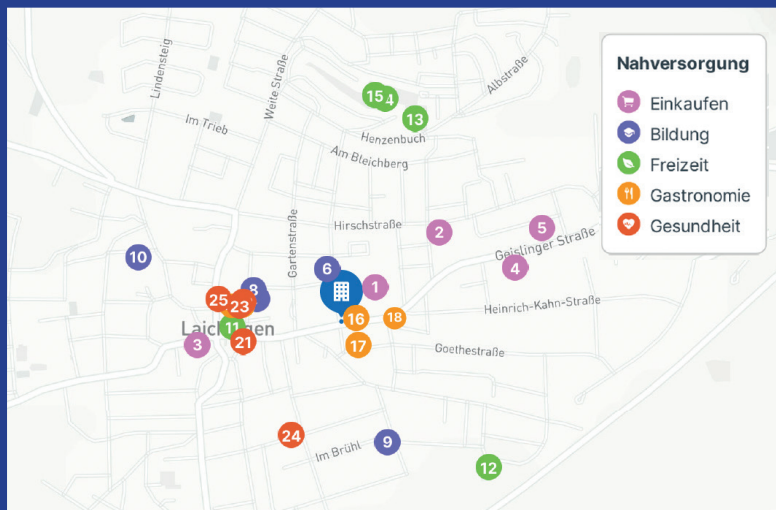 Lindensteig
Weite Straße
Albstraße
Im Trieb
15
4
13
Henzenbuch
Am Bleichberg
Nahversorgung
Einkaufen
Bildung
Freizeit
Gastronomie
Gesundheit
Gartenstraße
Hirschstraße
2
5
Geislinger Straße
10
6
4
8
1
25
23
Heinrich-Kahn-Straße
16
18
11
3
21
17
Goethestraße
24
Im Brühl
9
12